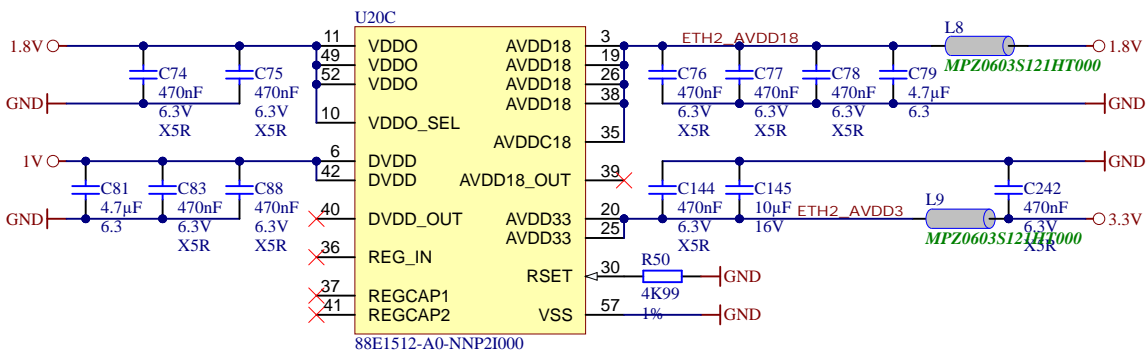 U20C
1.8V
GND
1V
GND
C74
470nF
6.3V
X5R
C75
470nF
6.3V
X5R
C81
4.7µF
6.3
C83
470nF
6.3V
X5R
C88
470nF
6.3V
X5R
11
49
52
10
6
42
40
36
37
41
VDDO
VDDO
VDDO
VDDO_SEL
DVDD
DVDD
DVDD_OUT
REG_IN
REGCAP1
REGCAP2
AVDD18
AVDD18
AVDD18
AVDD18
AVDDC18
AVDD18_OUT
AVDD33
AVDD33
RSET
VSS
3
19
26
38
35
39
20
25
30
57
88E1512-A0-NNP2I000
ETH2_AVDD18
L8
MPZ0603S121HT000
1.8V
C76
470nF
6.3V
X5R
C77
470nF
6.3V
X5R
C78
470nF
6.3V
X5R
C79
4.7µF
6.3
GND
GND
C144
470nF
6.3V
X5R
C145
10µF
16V
ETH2_AVDD3
L9
MPZ0603S121HT000
C242
470nF
6.3V
X5R
3.3V
R50
4K99
1%
GND
GND